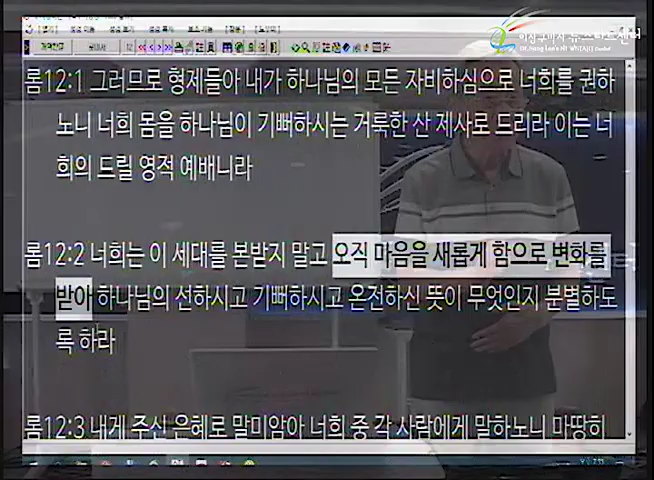 롬12:1 그러므로 형제들아 내가 하나님의 모든 자비하심으로 너희를 권하
노니 너희 몸을 하나님이 기뻐하시는 거룩한 산 제사로 드리라 이는 너
희의 드릴 영적 예배니라
롬12:2 너희는 이 세대를 본받지 말고 오직 마음을 새롭게 함으로 변화를
받아 하나님의 선하시고 기뻐하시고 온전하신 뜻이 무엇인지 분별하도
록 하라
롬12:3 내게 주신 은혜로 말미암아 너희 중 각 사람에게 말하노니 마땅히